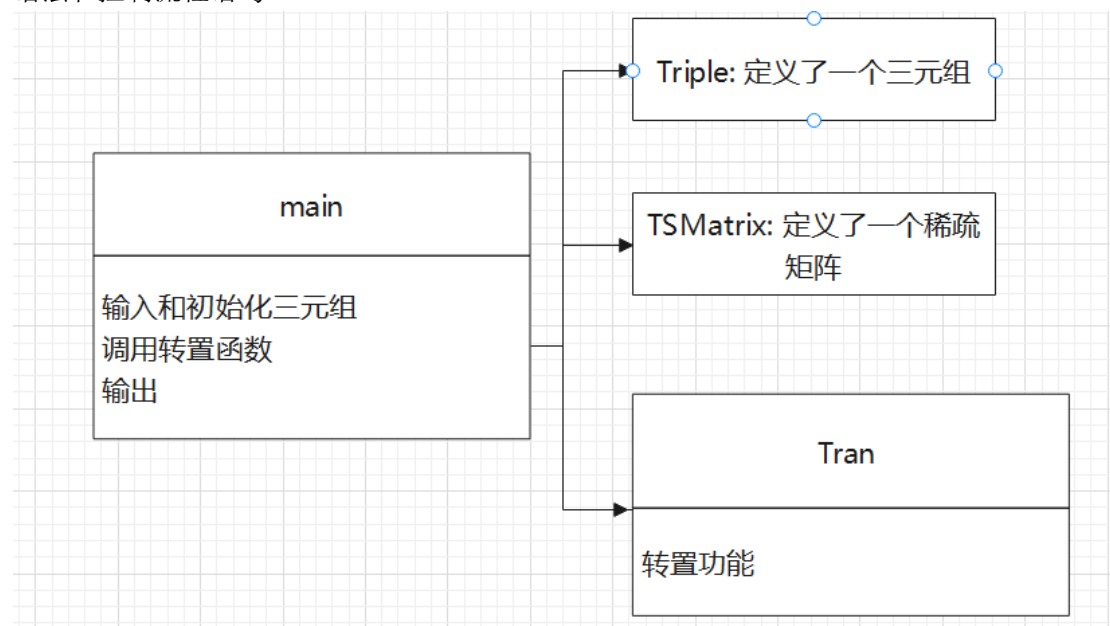 main
输入和初始化三元组
调用转置函数
输出
Triple: 定义了一个三元组
TSMatrix: 定义了一个稀疏
矩阵
Tran
转置功能